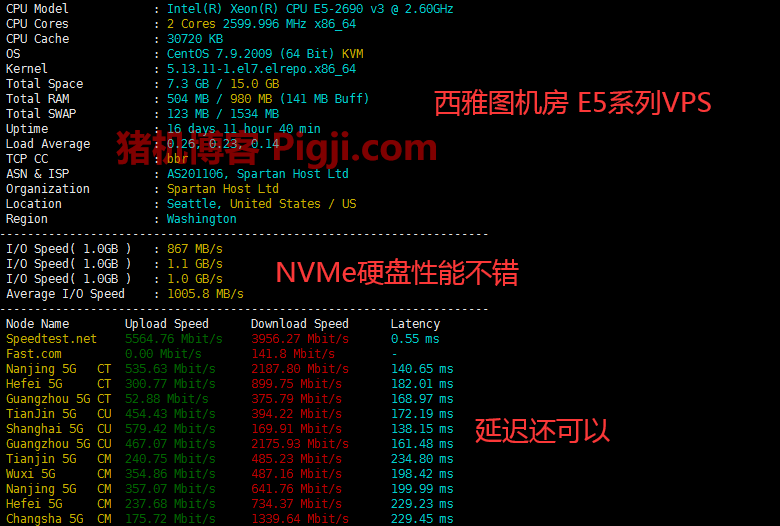 CPU Model : Intel(R) Xeon(R) CPU E5-2690 v3 @ 2.60GHz
CPU Cores : 2 Cores 2599.996 MHz x86_64
CPU Cache : 30720 KB
OS : CentOS 7.9.2009 (64 Bit) KVM
Kernel : 5.13.11-1.el7.elrepo.x86_64
Total Space : 7.3 GB / 15.0 GB
Total RAM : 504 MB / 980 MB (141 MB Buff)
Total SWAP : 123 MB / 1534 MB
Uptime : 16 days 11 hour 40 min
Load Average : 0.26, 0.23, 0.14
TCP CC : bbr
ASN & ISP : AS201106, Spartan Host Ltd
Organization : Spartan Host Ltd
Location : Seattle, United States / US
Region : Washington
西雅图机房 E5系列VPS
猪机博客 Pigji.com
----------------------------------------------------------------------
I/O Speed( 1.0GB ) : 867 MB/s
I/O Speed( 1.0GB ) : 1.1 GB/s
I/O Speed( 1.0GB ) : 1.0 GB/s
Average I/O Speed : 1005.8 MB/s
NVMe硬盘性能不错
----------------------------------------------------------------------
Node Name Upload Speed Download Speed Latency
Speedtest.net 5564.76 Mbit/s 3956.27 Mbit/s 0.55 ms
Fast.com 0.00 Mbit/s 141.8 Mbit/s -
Nanjing 5G CT 535.63 Mbit/s 2187.80 Mbit/s 140.65 ms
Hefei 5G CT 300.77 Mbit/s 899.75 Mbit/s 182.01 ms
Guangzhou 5G CT 52.88 Mbit/s 375.79 Mbit/s 168.97 ms
TianJin 5G CU 454.43 Mbit/s 394.22 Mbit/s 172.19 ms
Shanghai 5G CU 579.42 Mbit/s 169.91 Mbit/s 138.15 ms
Guangzhou 5G CU 467.07 Mbit/s 2175.93 Mbit/s 161.48 ms
Tianjin 5G CM 240.75 Mbit/s 485.23 Mbit/s 234.80 ms
Wuxi 5G CM 354.86 Mbit/s 487.16 Mbit/s 198.42 ms
Nanjing 5G CM 357.07 Mbit/s 641.76 Mbit/s 199.99 ms
Hefei 5G CM 237.68 Mbit/s 734.37 Mbit/s 229.23 ms
Changsha 5G CM 175.72 Mbit/s 1339.64 Mbit/s 229.45 ms
延迟还可以